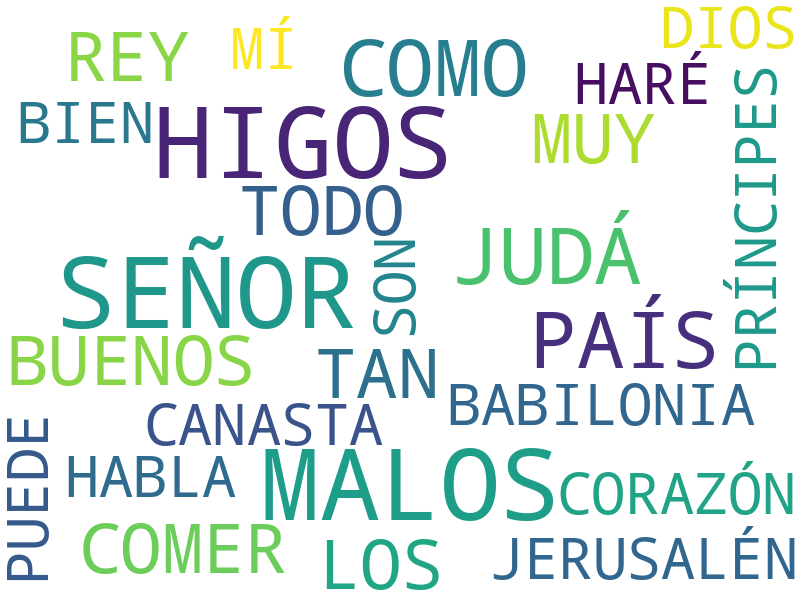 DIOS
REY
MÍ
COMO
HARÉ
BIEN
HIGOS
MUY
PRÍNCIPES
TODO
SEÑOR
SON
JUDÁ
PAÍS
BUENOS
TAN
BABILONIA
CANASTA
PUEDE
HABLA
MALOS
CORAZÓN
COMER
LOS
JERUSALÉN